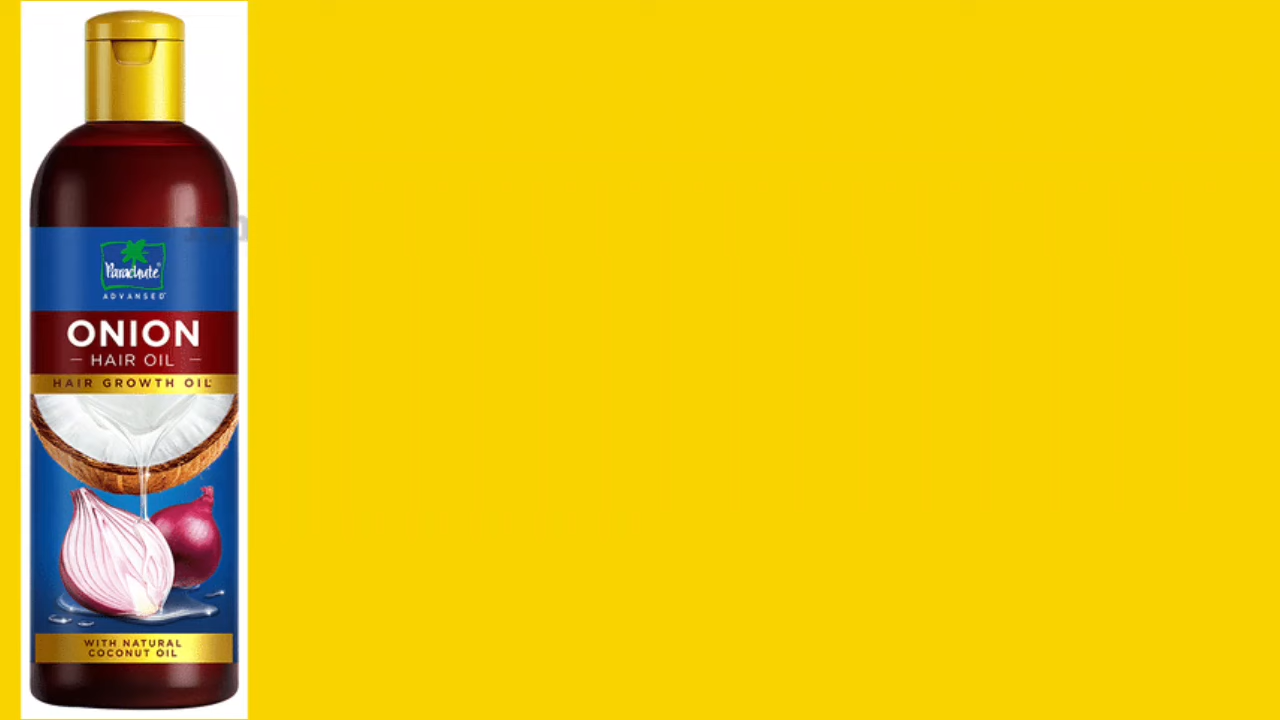 Parachute®
ADVANSED®
ONION
— HAIR OIL —
HAIR GROWTH OIL*
WITH NATURAL
COCONUT OIL